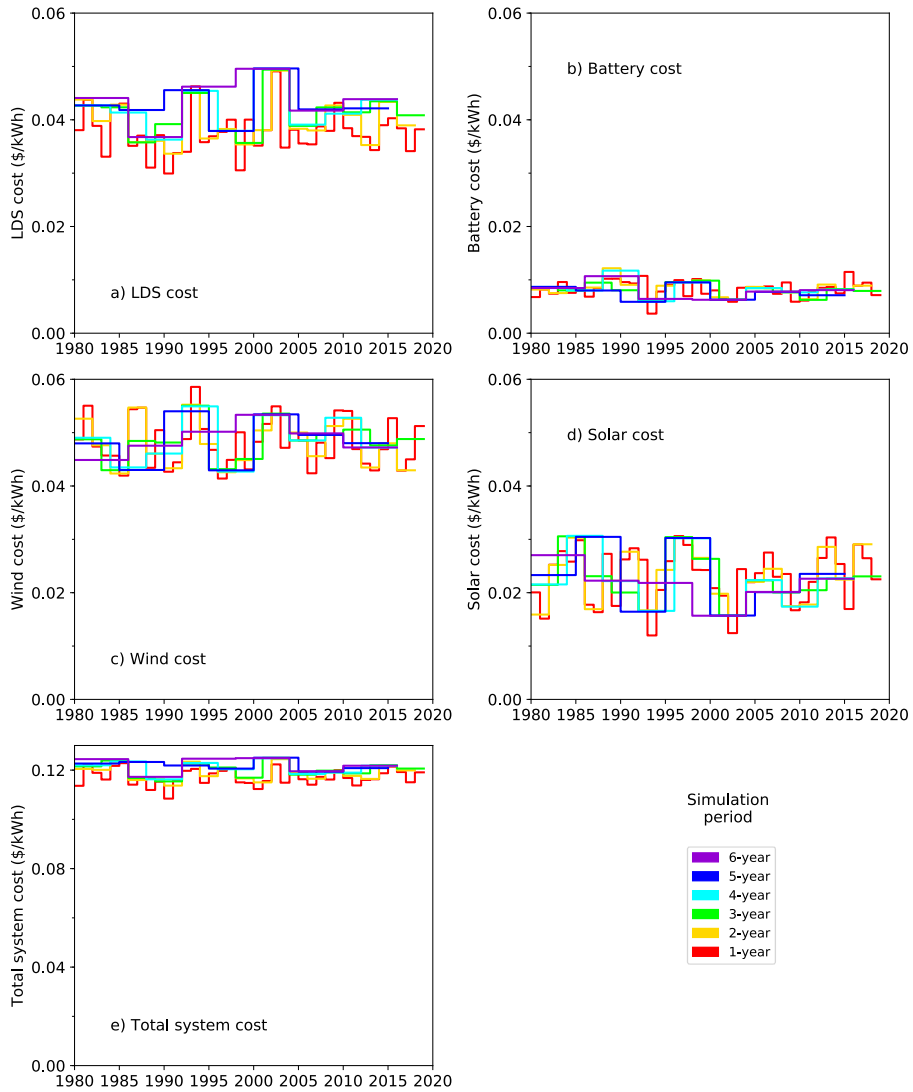 0.06
0.04
0.02
0.00
LDS cost ($/kWh)
a) LDS cost
1980 1985 1990 1995 2000 2005 2010 2015 2020
0.06
0.04
0.02
0.00
Battery cost ($/kWh)
b) Battery cost
1980 1985 1990 1995 2000 2005 2010 2015 2020
0.06
0.04
0.02
0.00
Wind cost ($/kWh)
c) Wind cost
1980 1985 1990 1995 2000 2005 2010 2015 2020
0.06
0.04
0.02
0.00
Solar cost ($/kWh)
d) Solar cost
1980 1985 1990 1995 2000 2005 2010 2015 2020
0.12
0.08
0.04
0.00
Total system cost ($/kWh)
e) Total system cost
1980 1985 1990 1995 2000 2005 2010 2015 2020
Simulation
period
6-year
5-year
4-year
3-year
2-year
1-year